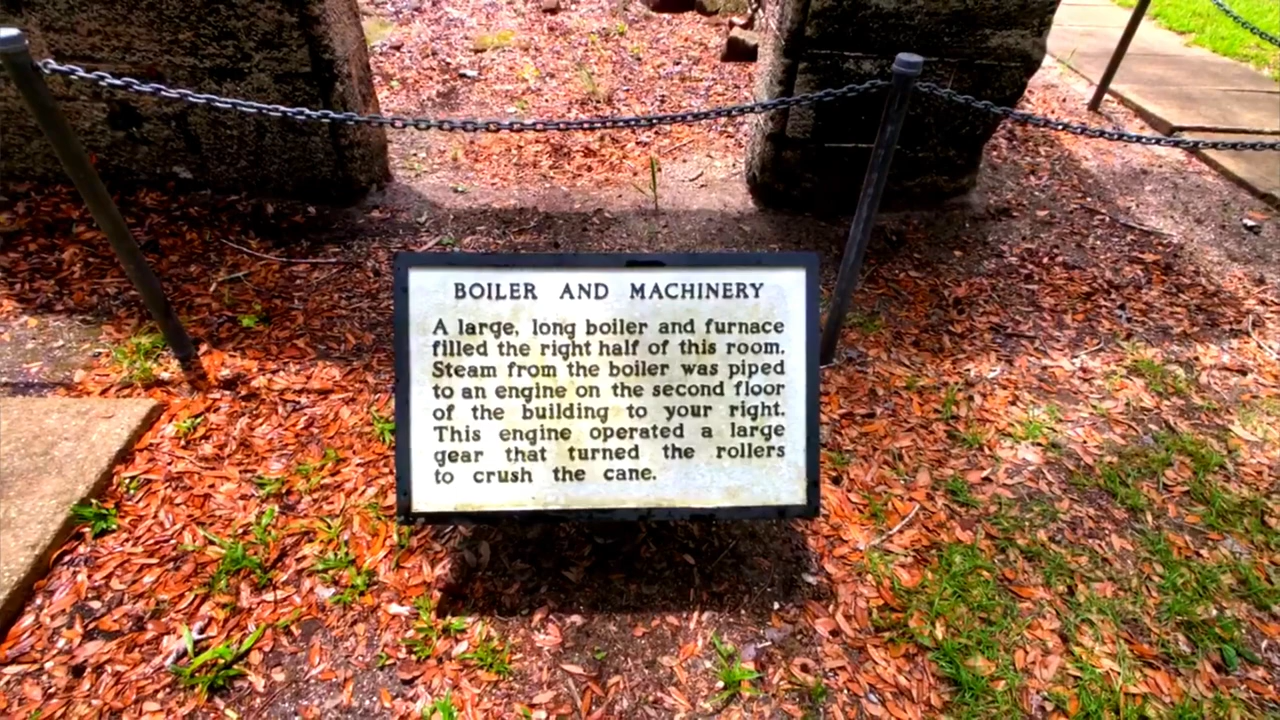 BOILER AND MACHINERY
A large, long boiler and furnace
filled the right half of this room.
Steam from the boiler was piped
to an engine on the second floor
of the building to your right.
This engine operated a large
gear that turned the rollers
to crush the cane.